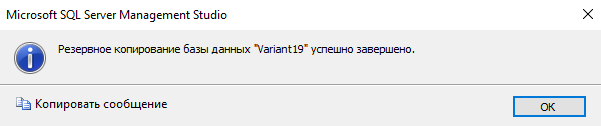 Microsoft SQL Server Management Studio
Резервное копирование базы данных "Variant19" успешно завершено.
Копировать сообщение
OK